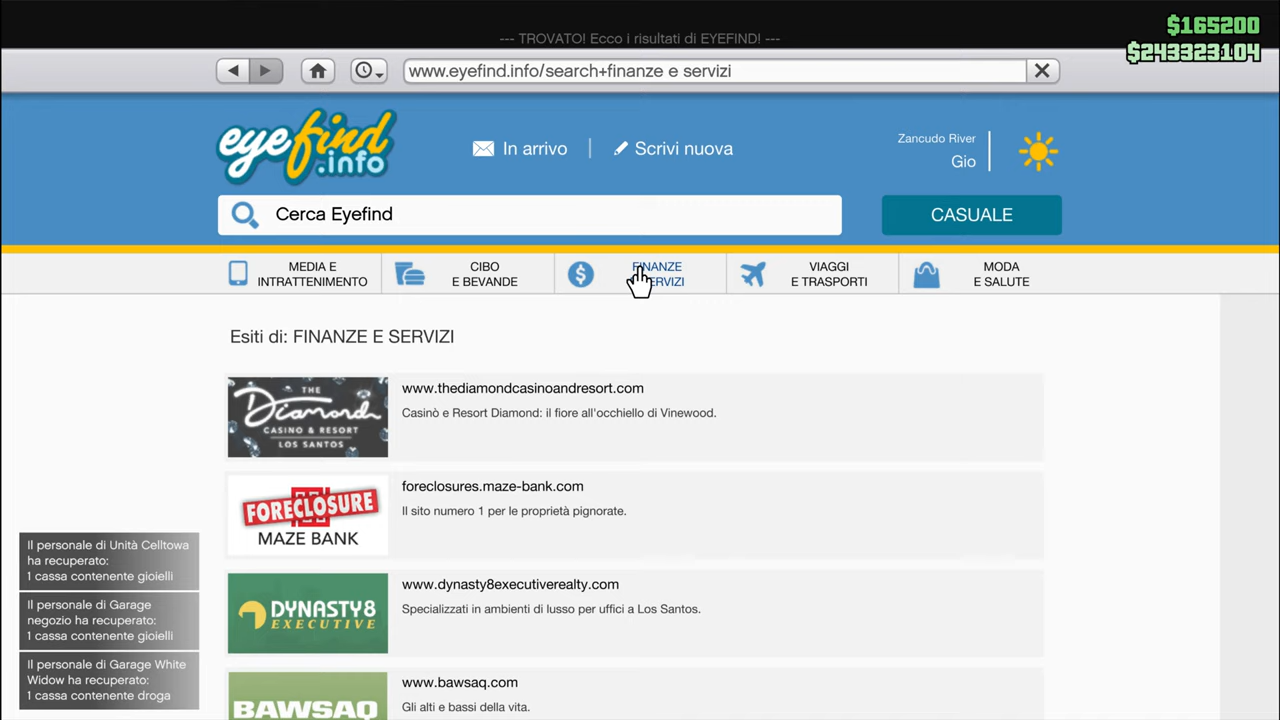 $165200
$243323104
--- TROVATO! Ecco i risultati di EYEFIND! ---
www.eyefind.info/search+finanze e servizi
eyefind
.info
In arrivo
Scrivi nuova
Zancudo River
Gio
Cerca Eyefind
CASUALE
MEDIA E
INTRATTENIMENTO
CIBO
E BEVANDE
FINANZE
SERVIZI
VIAGGI
E TRASPORTI
MODA
E SALUTE
Esiti di: FINANZE E SERVIZI
THE
Diamond
CASINO & RESORT
LOS SANTOS
www.thediamondcasinoandresort.com
Casinò e Resort Diamond: il fiore all'occhiello di Vinewood.
FORECLOSURE
MAZE BANK
foreclosures.maze-bank.com
Il sito numero 1 per le proprietà pignorate.
DYNASTY8
EXECUTIVE
www.dynasty8executiverealty.com
Specializzati in ambienti di lusso per uffici a Los Santos.
BAWSAQ
www.bawsaq.com
Gli alti e bassi della vita.
Il personale di Unità Celltowa
ha recuperato:
1 cassa contenente gioielli
Il personale di Garage
negozio ha recuperato:
1 cassa contenente gioielli
Il personale di Garage White
Widow ha recuperato:
1 cassa contenente droga